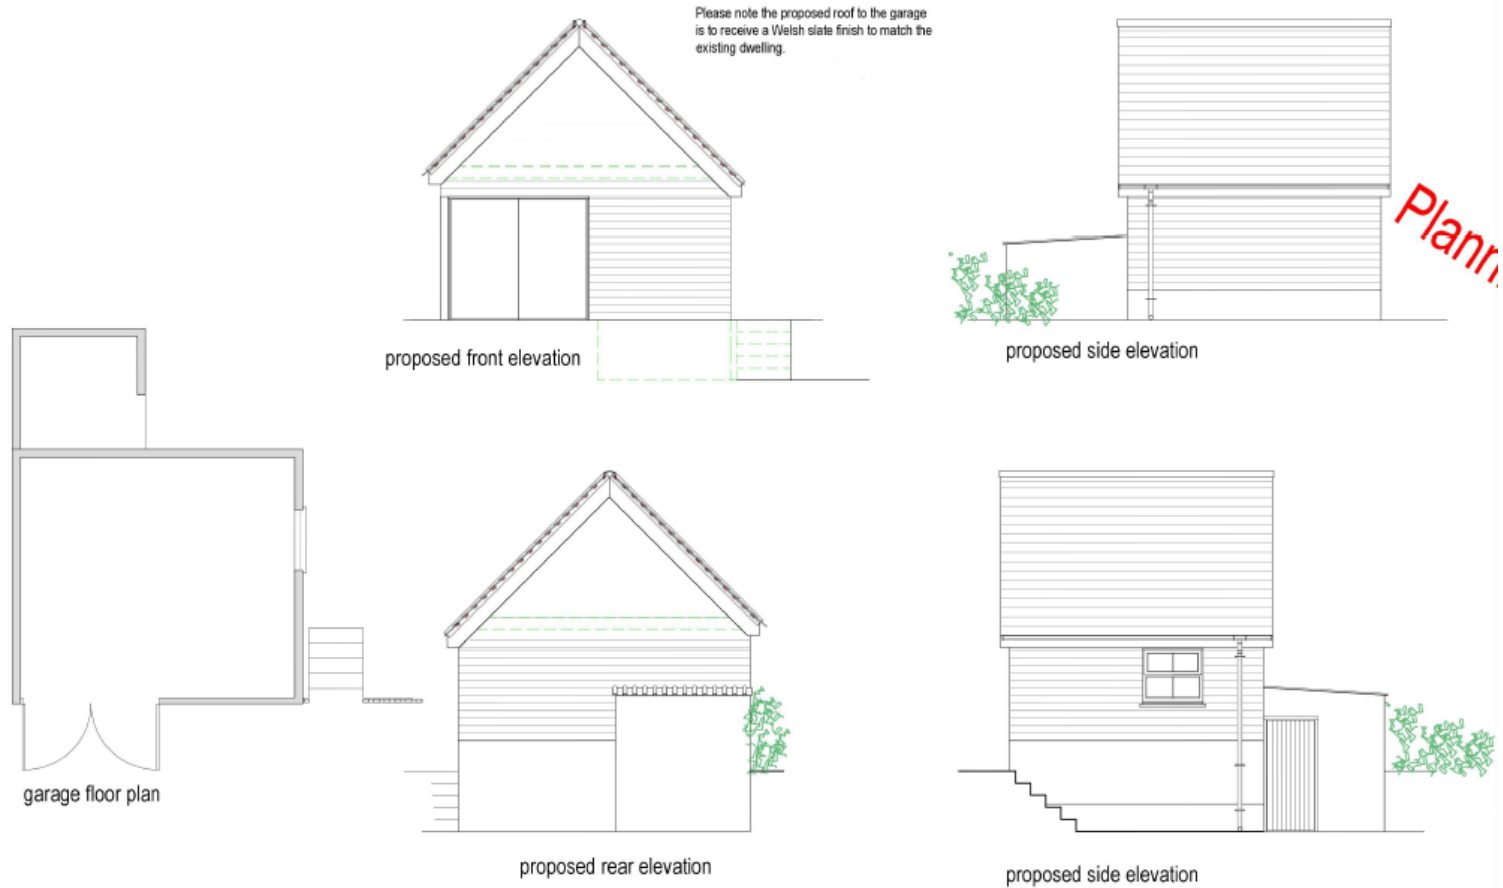 Please note the proposed roof to the garage
is to receive a Welsh slate finish to match the
existing dwelling.
proposed front elevation
proposed side elevation
garage floor plan
proposed rear elevation
proposed side elevation